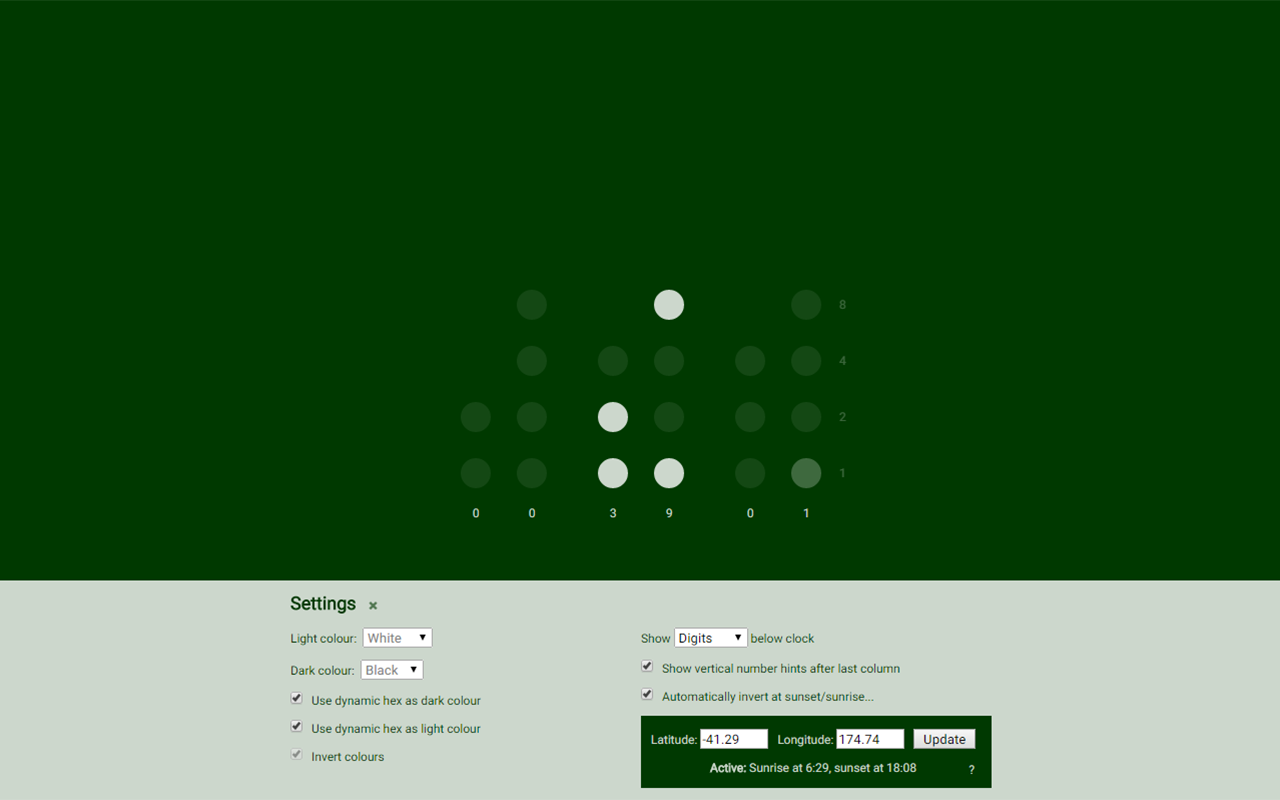 8
4
2
1
0 0 3 9 0 1
Settings ×
Light colour: White
Show Digits below clock
Dark colour: Black
Show vertical number hints after last column
Use dynamic hex as dark colour
Automatically invert at sunset/sunrise...
Use dynamic hex as light colour
Latitude: -41.29 Longitude: 174.74 Update
Invert colours
Active: Sunrise at 6:29, sunset at 18:08 ?